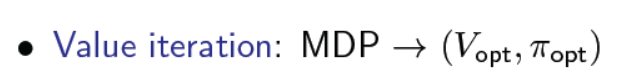 • Value iteration: MDP → (V_opt, π_opt)